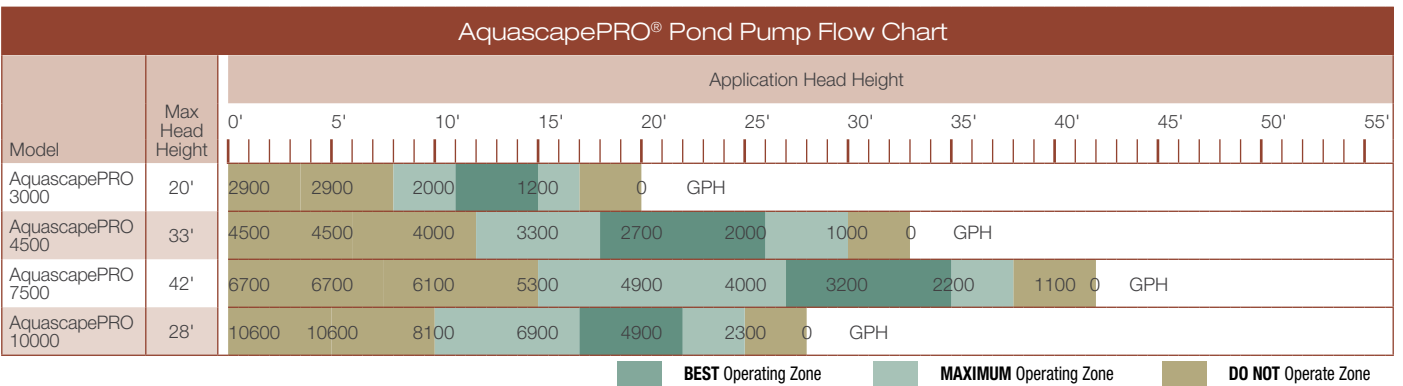 AquascapePRO® Pond Pump Flow Chart
Application Head Height
Model
Max
Head
Height
0' 5' 10' 15' 20' 25' 30' 35' 40' 45' 50' 55'
AquascapePRO
3000
20' 2900 2900 2000 1200 0 GPH
AquascapePRO
4500
33' 4500 4500 4000 3300 2700 2000 1000 0 GPH
AquascapePRO
7500
42' 6700 6700 6100 5300 4900 4000 3200 2200 1100 0 GPH
AquascapePRO
10000
28' 10600 10600 8100 6900 4900 2300 0 GPH
BEST Operating Zone MAXIMUM Operating Zone DO NOT Operate Zone